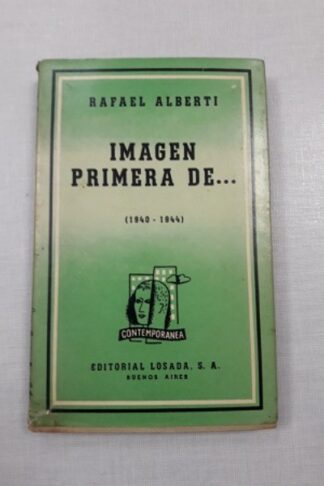 RAFAEL ALBERTI
IMAGEN
PRIMERA DE...
(1940 - 1944)
CONTEMPORANEA
EDITORIAL LOSADA, S. A.
BUENOS AIRES